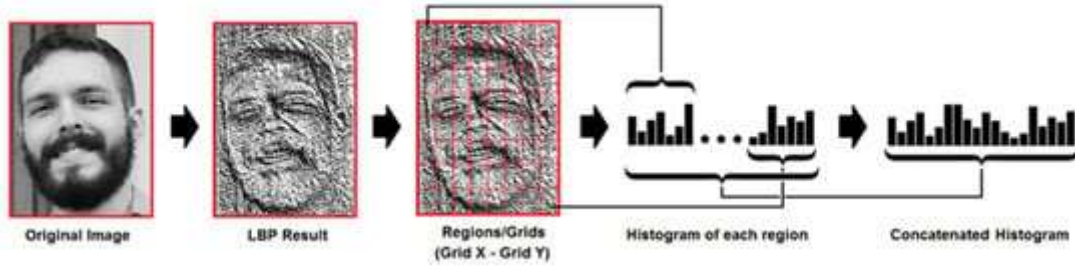 Original Image
LBP Result
Regions/Grids
(Grid X - Grid Y)
Histogram of each region
Concatenated Histogram